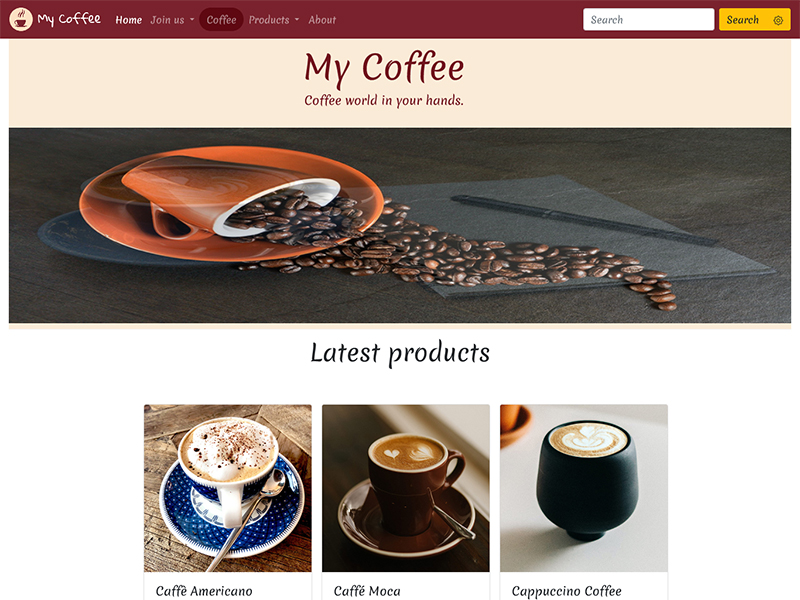 My Coffee Home Join us Coffee Products About Search Search
My Coffee
Coffee world in your hands.
Latest products
Caffè Americano Caffé Moca Cappuccino Coffee